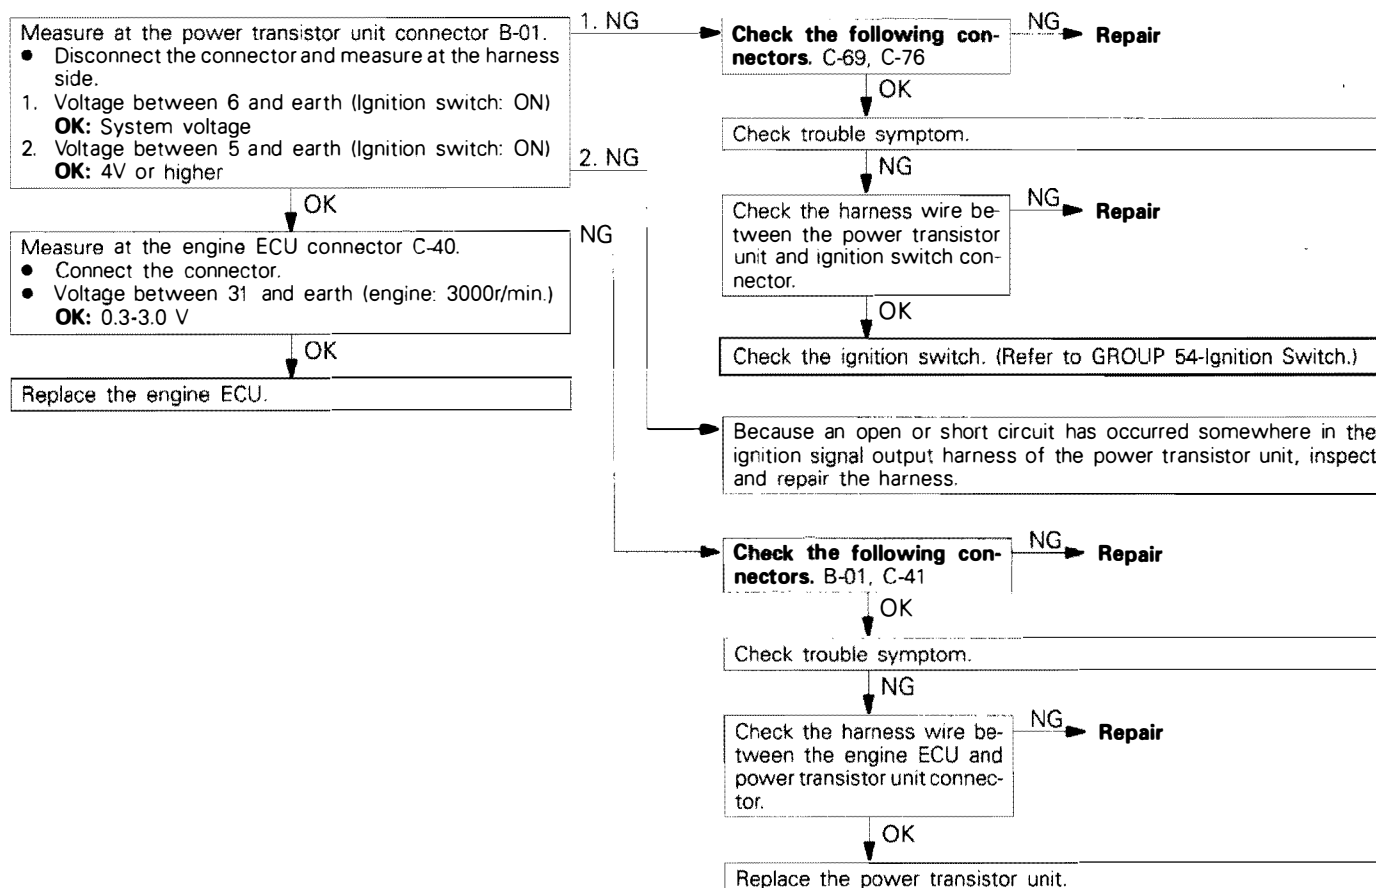 Measure at the power transistor unit connector B-01.
● Disconnect the connector and measure at the harness
side.
1. Voltage between 6 and earth (Ignition switch: ON)
OK: System voltage
2. Voltage between 5 and earth (Ignition switch: ON)
OK: 4V or higher
1. NG
2. NG
OK
Measure at the engine ECU connector C-40.
● Connect the connector.
● Voltage between 31 and earth (engine: 3000r/min.)
OK: 0.3-3.0 V
NG
OK
Replace the engine ECU.
Check the following con-
nectors. C-69, C-76
NG
Repair
OK
Check trouble symptom.
NG
Check the harness wire be-
tween the power transistor
unit and ignition switch con-
nector.
NG
Repair
OK
Check the ignition switch. (Refer to GROUP 54-Ignition Switch.)
Because an open or short circuit has occurred somewhere in the
ignition signal output harness of the power transistor unit, inspect
and repair the harness.
Check the following con-
nectors. B-01, C-41
NG
Repair
OK
Check trouble symptom.
NG
Check the harness wire be-
tween the engine ECU and
power transistor unit connec-
tor.
NG
Repair
OK
Replace the power transistor unit.